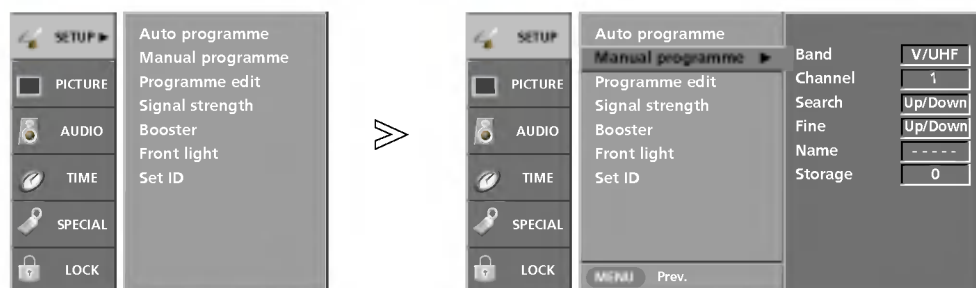 SETUP
PICTURE
AUDIO
TIME
SPECIAL
LOCK
Auto programme
Manual programme
Programme edit
Signal strength
Booster
Front light
Set ID
SETUP
PICTURE
AUDIO
TIME
SPECIAL
LOCK
Auto programme
Manual programme
Programme edit
Signal strength
Booster
Front light
Set ID
MENU Prev.
Band V/UHF
Channel 1
Search Up/Down
Fine Up/Down
Name - - - - -
Storage 0